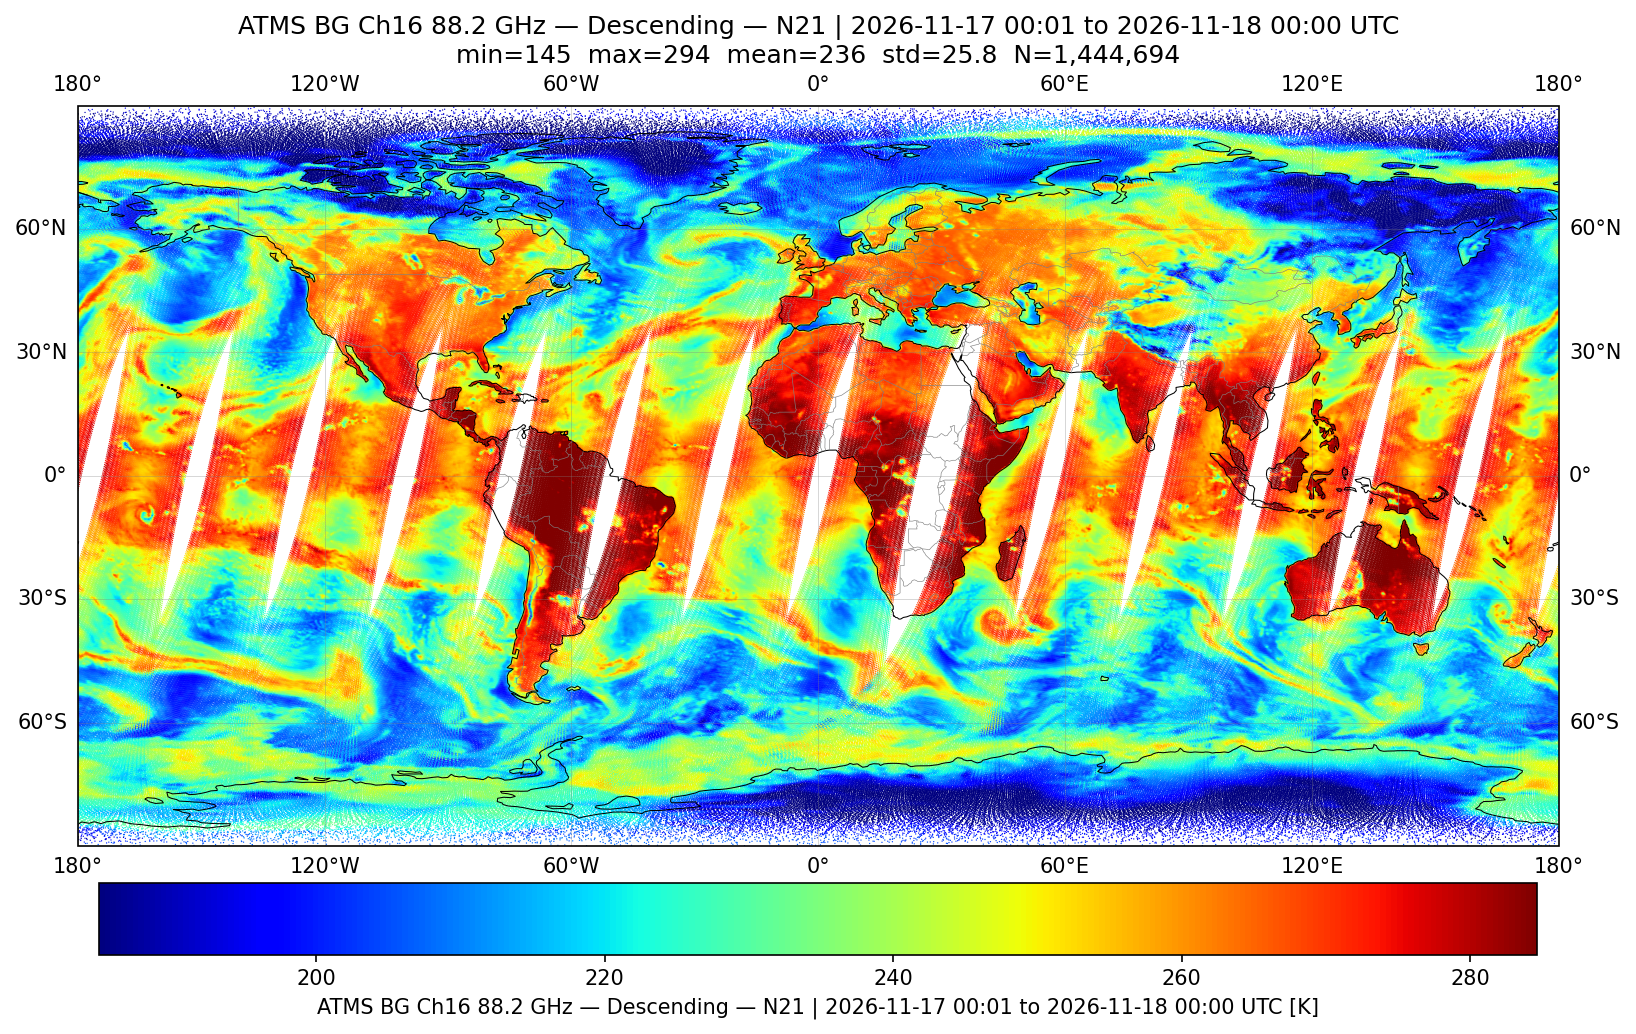 ATMS BG Ch16 88.2 GHz — Descending — N21 | 2026-11-17 00:01 to 2026-11-18 00:00 UTC
min=145 max=294 mean=236 std=25.8 N=1,444,694
180° 120°W 60°W 0° 60°E 120°E 180°
60°N 60°N
30°N 30°N
0° 0°
30°S 30°S
60°S 60°S
180° 120°W 60°W 0° 60°E 120°E 180°
200 220 240 260 280
ATMS BG Ch16 88.2 GHz — Descending — N21 | 2026-11-17 00:01 to 2026-11-18 00:00 UTC [K]